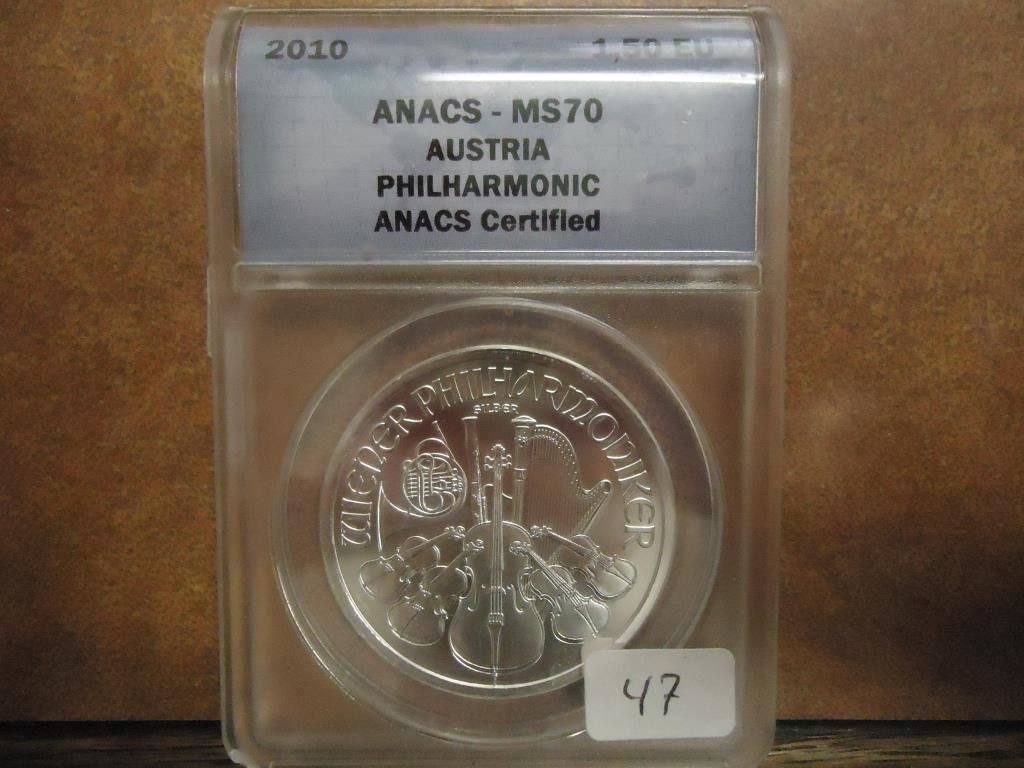 2010 1,50 EU
ANACS - MS70
AUSTRIA
PHILHARMONIC
ANACS Certified
WIENER PHILHARMONIKER
SILBER
47